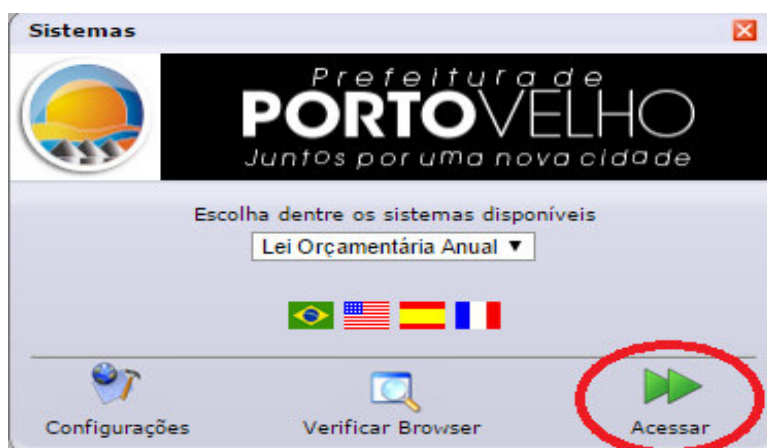 Sistemas
Prefeitura de
PORTOVELHO
Juntos por uma nova cidade
Escolha dentre os sistemas disponíveis
Lei Orçamentária Anual
Configurações
Verificar Browser
Acessar